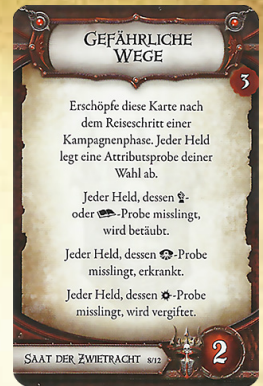 GEFÄHRLICHE
WEGE
3
Erschöpfe diese Karte nach
dem Reiseschritt einer
Kampagnenphase. Jeder Held
legt eine Attributsprobe deiner
Wahl ab.
Jeder Held, dessen -
oder -Probe misslingt,
wird betäubt.
Jeder Held, dessen -Probe
misslingt, erkrankt.
Jeder Held, dessen -Probe
misslingt, wird vergiftet.
SAAT DER ZWIETRACHT 8/12
2